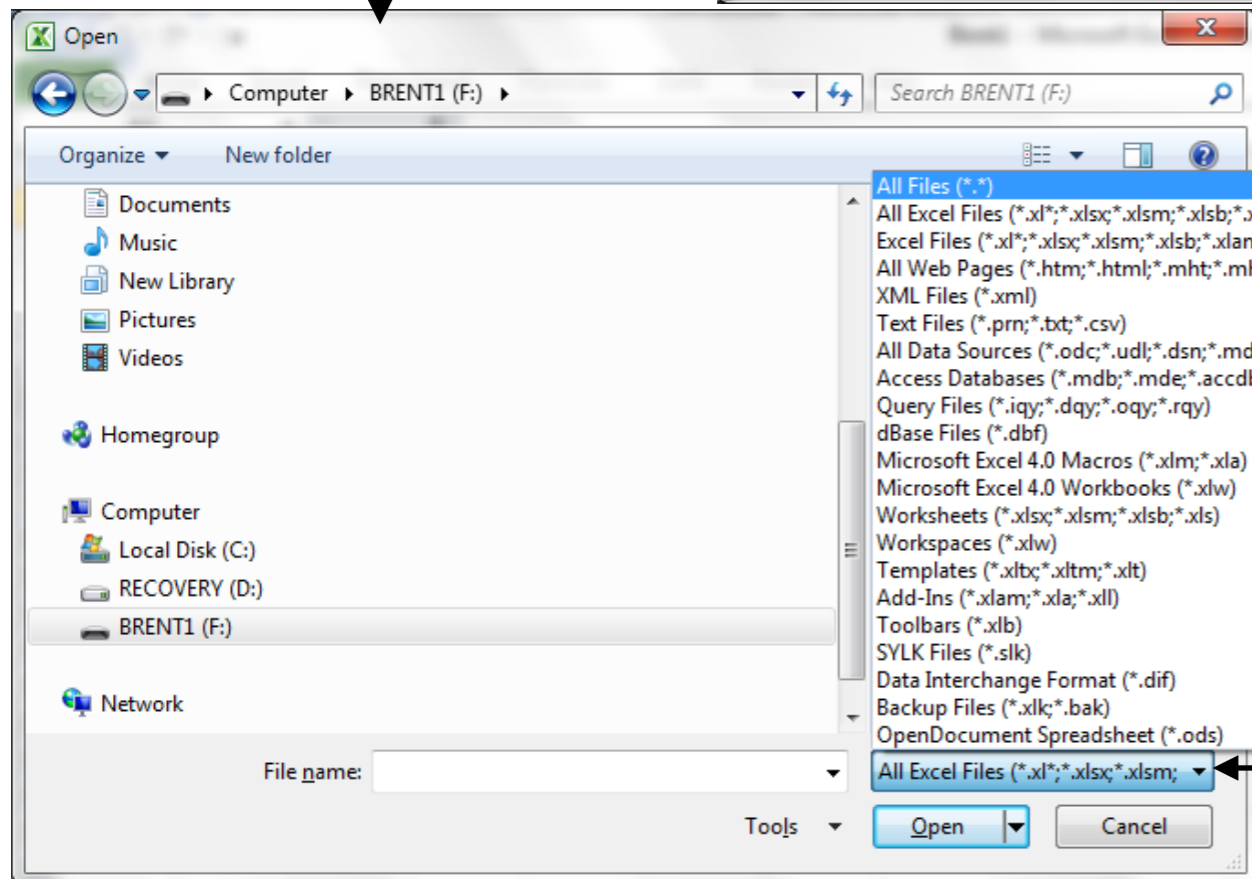 Open
Computer BRENT1 (F:)
Search BRENT1 (F:)
Organize
New folder
Documents
Music
New Library
Pictures
Videos
Homegroup
Computer
Local Disk (C:)
RECOVERY (D:)
BRENT1 (F:)
Network
All Files (*.*)
All Excel Files (*.xl*;*.xlsx;*.xlsm;*.xlsb;*.x
Excel Files (*.xl*;*.xlsx;*.xlsm;*.xlsb;*.xlam
All Web Pages (*.htm;*.html;*.mht;*.mh
XML Files (*.xml)
Text Files (*.prn;*.txt;*.csv)
All Data Sources (*.odc;*.udl;*.dsn;*.md
Access Databases (*.mdb;*.mde;*.accdb
Query Files (*.iqy;*.dqy;*.oqy;*.rqy)
dBase Files (*.dbf)
Microsoft Excel 4.0 Macros (*.xlm;*.xla)
Microsoft Excel 4.0 Workbooks (*.xlw)
Worksheets (*.xlsx;*.xlsm;*.xlsb;*.xls)
Workspaces (*.xlw)
Templates (*.xltx;*.xltm;*.xlt)
Add-Ins (*.xlam;*.xla;*.xll)
Toolbars (*.xlb)
SYLK Files (*.slk)
Data Interchange Format (*.dif)
Backup Files (*.xlk;*.bak)
OpenDocument Spreadsheet (*.ods)
File name:
All Excel Files (*.xl*;*.xlsx;*.xlsm;
Tools
Open
Cancel